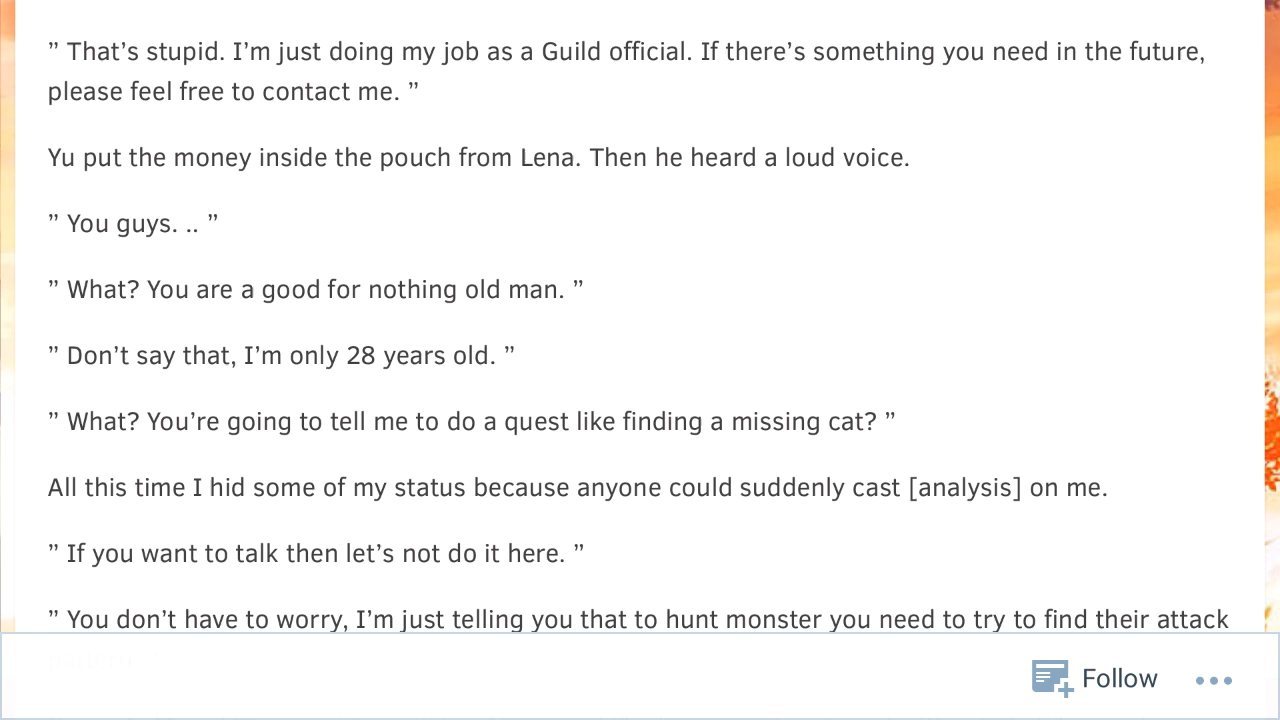 ” That’s stupid. I’m just doing my job as a Guild official. If there’s something you need in the future,
please feel free to contact me. ”
Yu put the money inside the pouch from Lena. Then he heard a loud voice.
” You guys. .. ”
” What? You are a good for nothing old man. ”
” Don’t say that, I’m only 28 years old. ”
” What? You’re going to tell me to do a quest like finding a missing cat? ”
All this time I hid some of my status because anyone could suddenly cast [analysis] on me.
” If you want to talk then let’s not do it here. ”
” You don’t have to worry, I’m just telling you that to hunt monster you need to try to find their attack
Follow